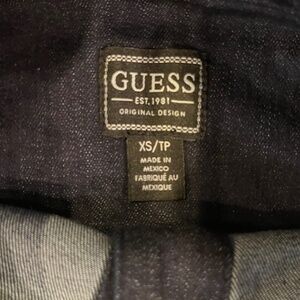 GUESS
EST. 1981
ORIGINAL DESIGN
XS/TP
MADE IN
MEXICO
FABRIQUÉ AU
MEXIQUE